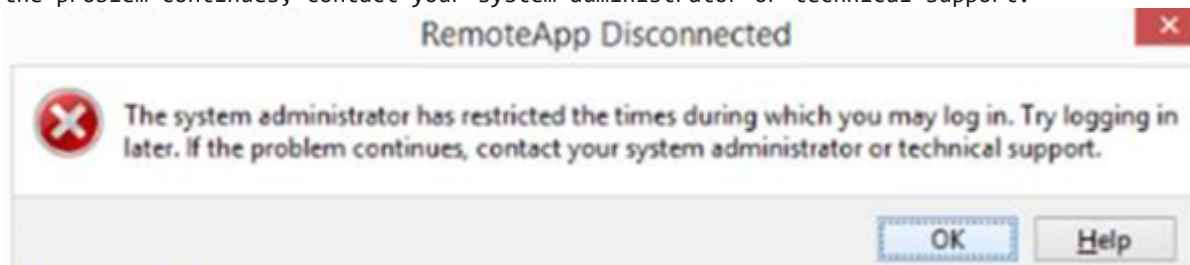 the problem continues, contact your system administrator or technical support.
RemoteApp Disconnected
The system administrator has restricted the times during which you may log in. Try logging in
later. If the problem continues, contact your system administrator or technical support.
OK
Help